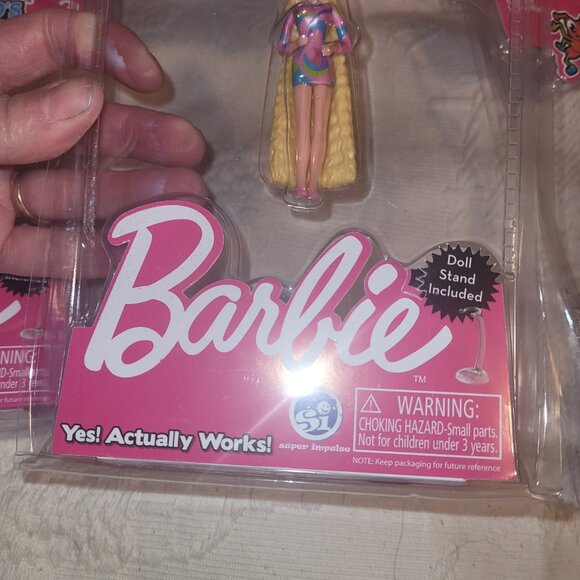 Barbie
TM
Doll
Stand
Included
Yes! Actually Works!
Si
super impulse
WARNING:
CHOKING HAZARD-Small parts.
Not for children under 3 years.
NOTE: Keep packaging for future reference